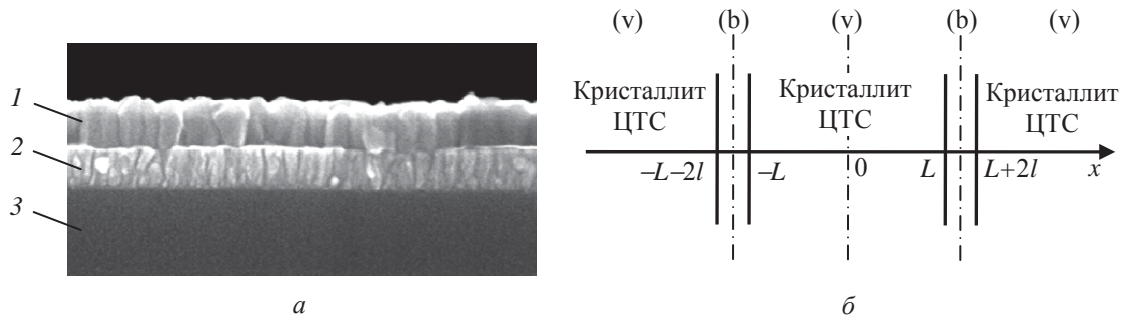 1
2
3
а
(v) (b) (v) (b) (v)
Кристаллит ЦТС
Кристаллит ЦТС
Кристаллит ЦТС
–L–2l –L 0 L L+2l x
б